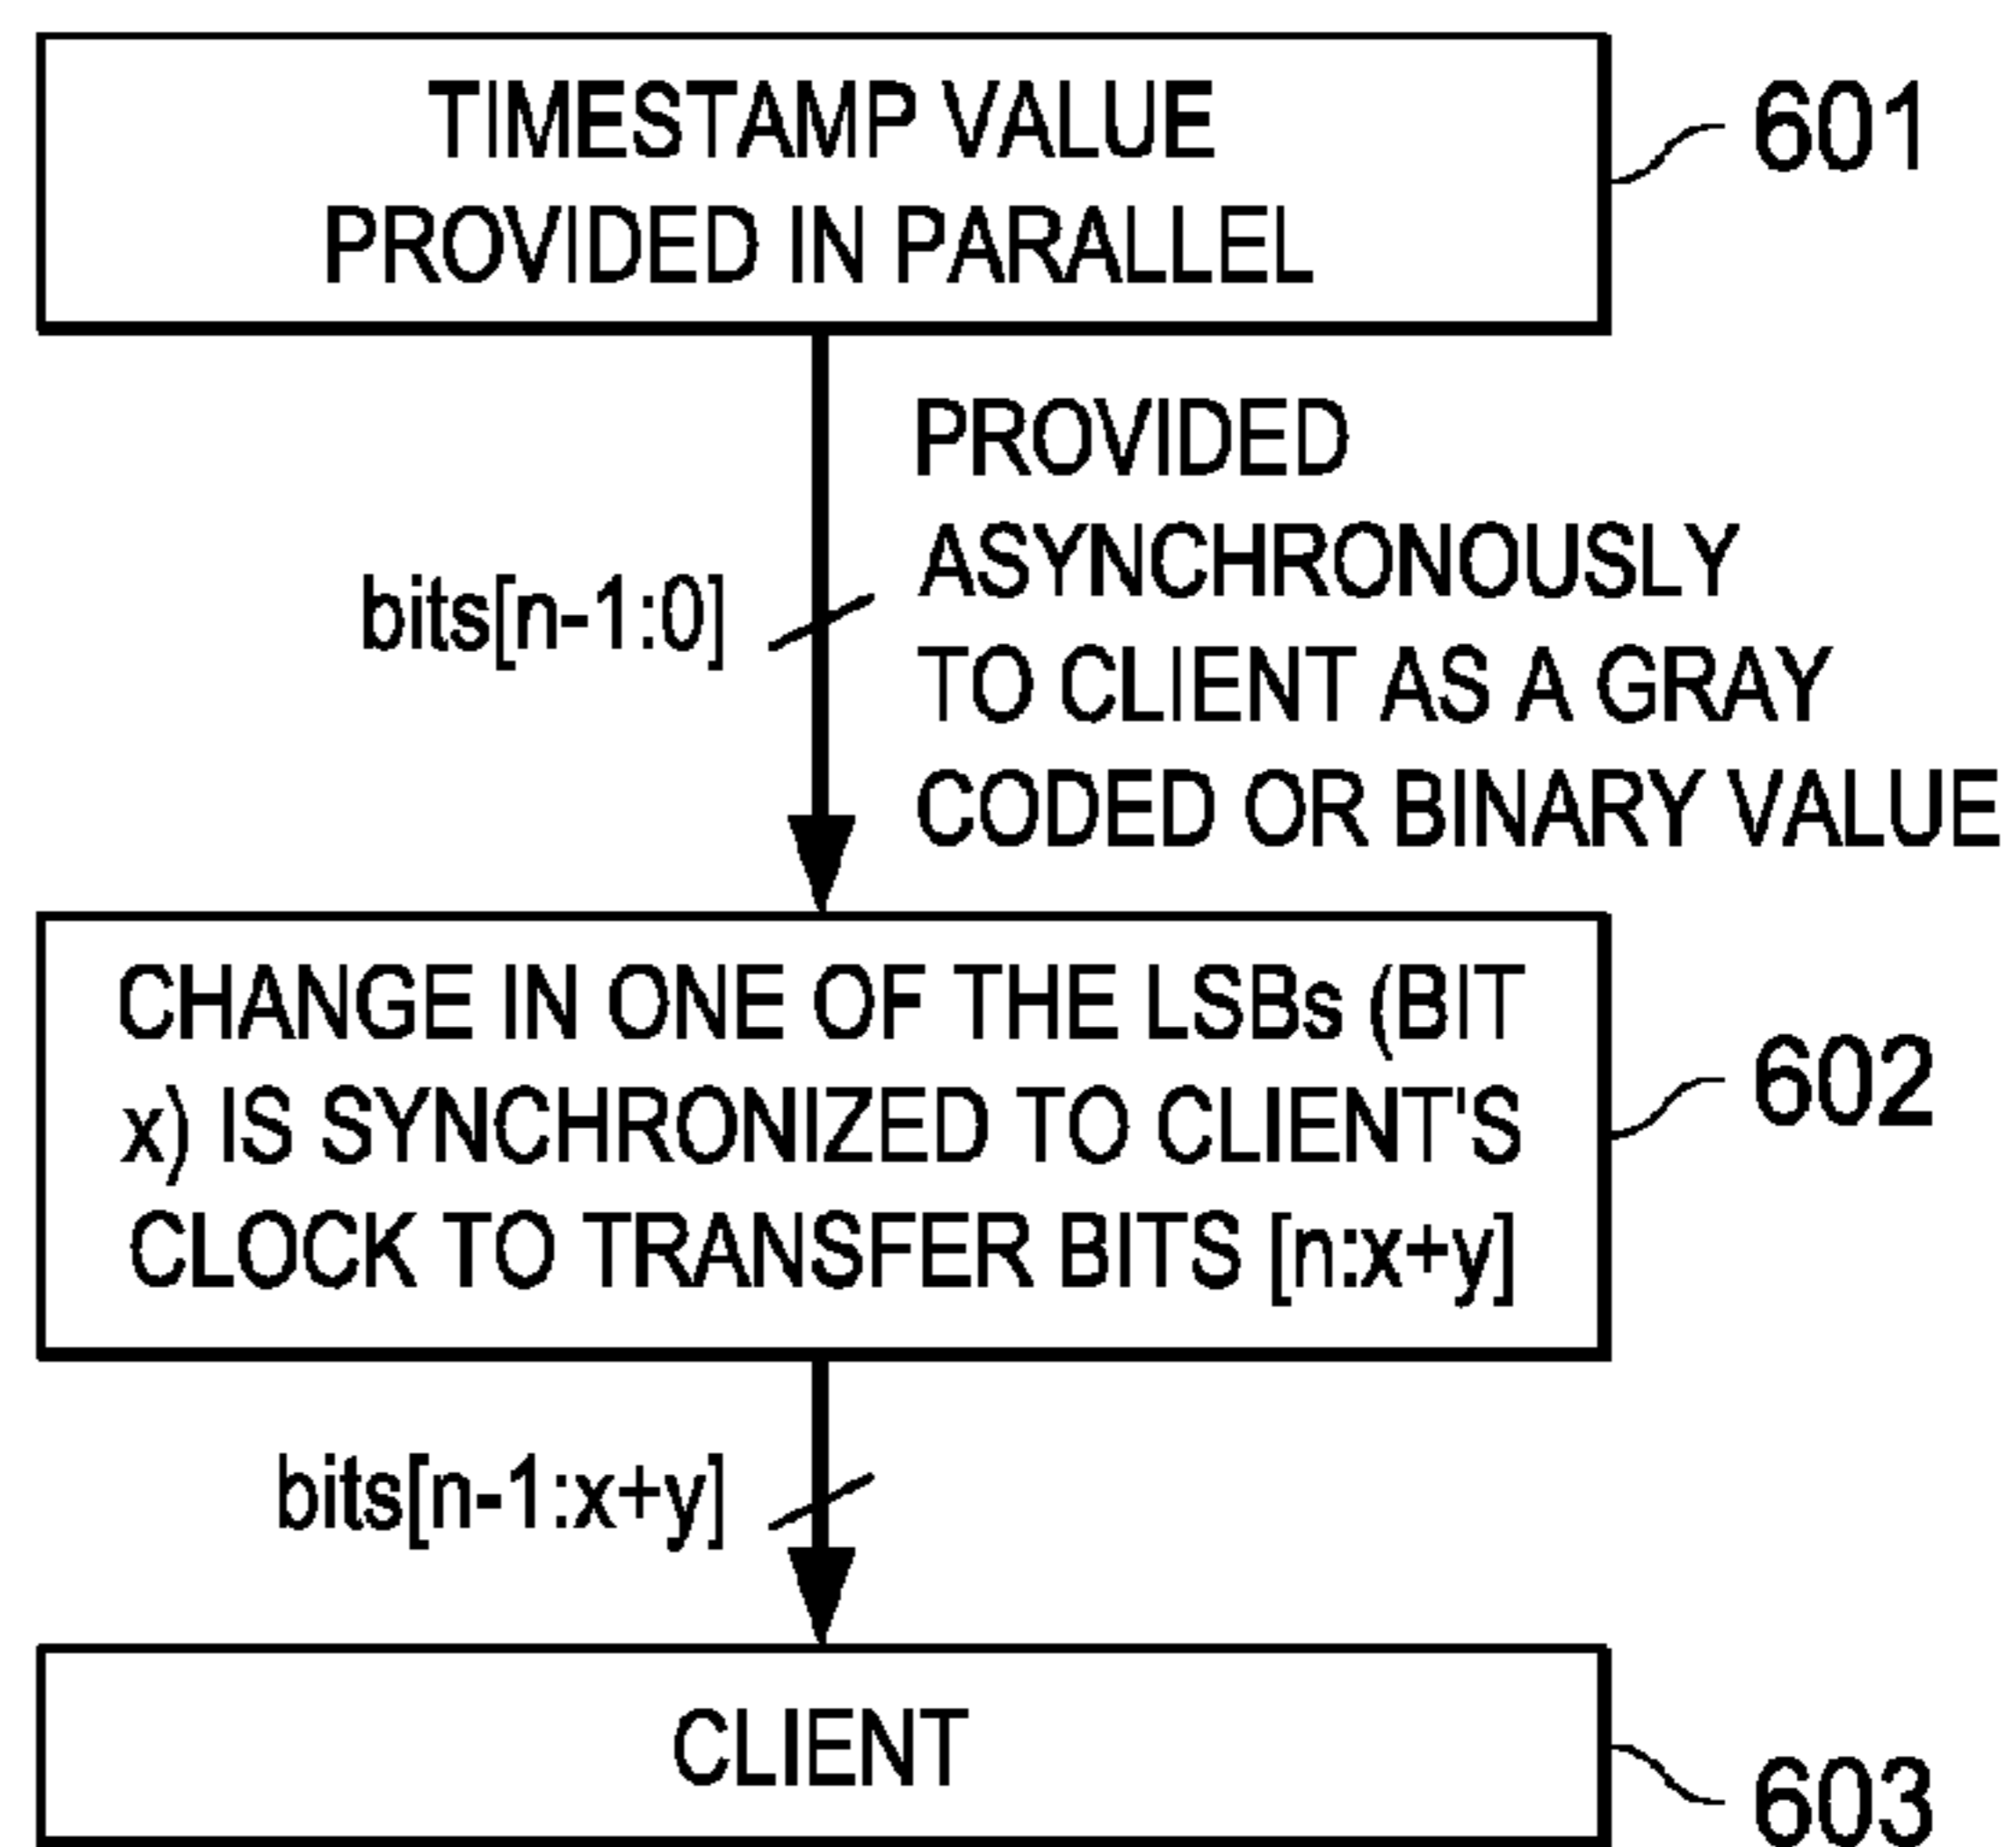 TIMESTAMP VALUE
PROVIDED IN PARALLEL
601
bits[n-1:0]
PROVIDED
ASYNCHRONOUSLY
TO CLIENT AS A GRAY
CODED OR BINARY VALUE
CHANGE IN ONE OF THE LSBs (BIT
x) IS SYNCHRONIZED TO CLIENT'S
CLOCK TO TRANSFER BITS [n:x+y]
602
bits[n-1:x+y]
CLIENT
603